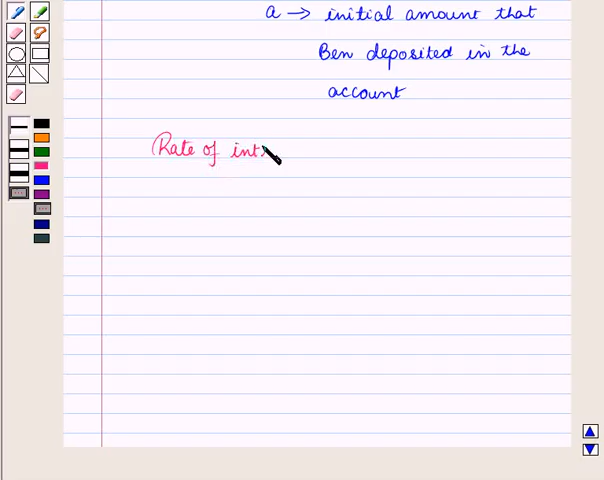 a → initial amount that
Ben deposited in the
account
Rate of int